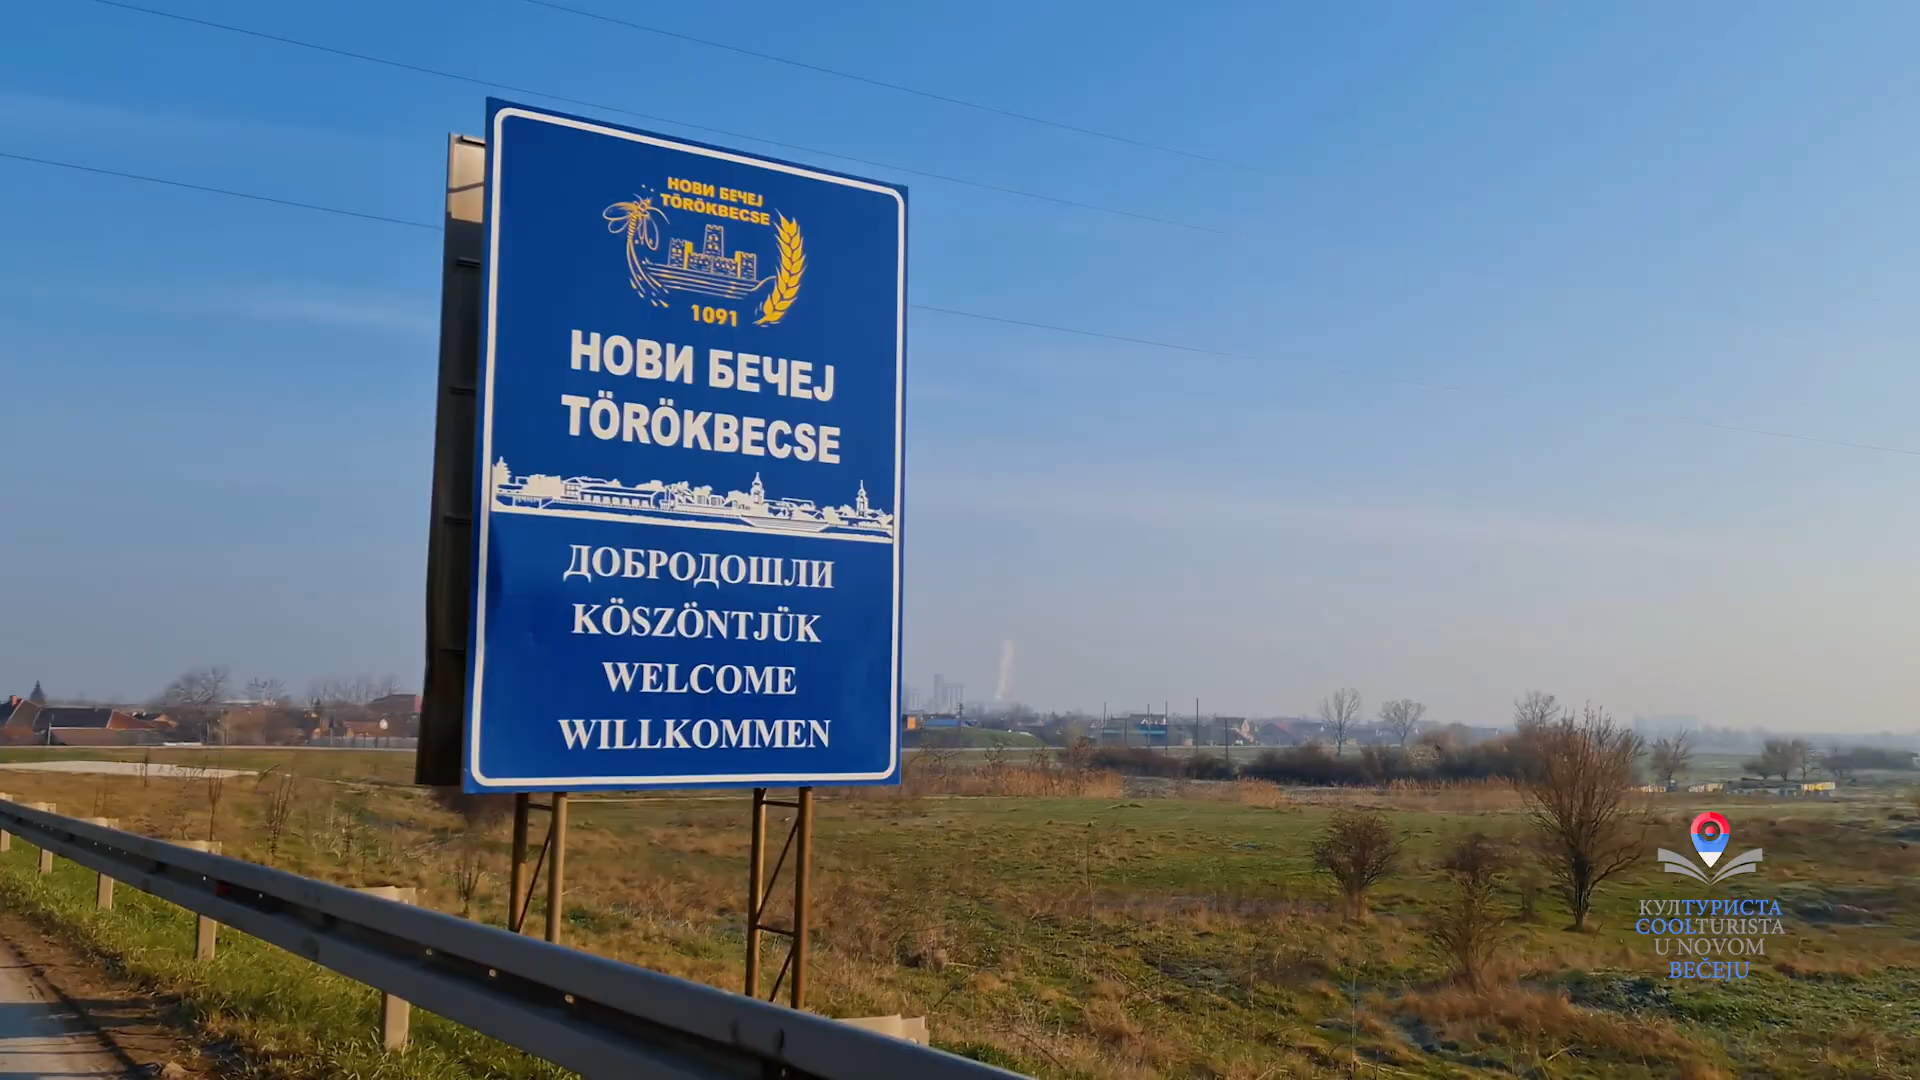 НОВИ БЕЧЕЈ
TÖRÖKBECSE
1091
НОВИ БЕЧЕЈ
TÖRÖKBECSE
ДОБРОДОШЛИ
KÖSZÖNTJÜK
WELCOME
WILLKOMMEN
КУЛТУРИСТА
COOLTURISTA
U NOVOM
BEČEJU